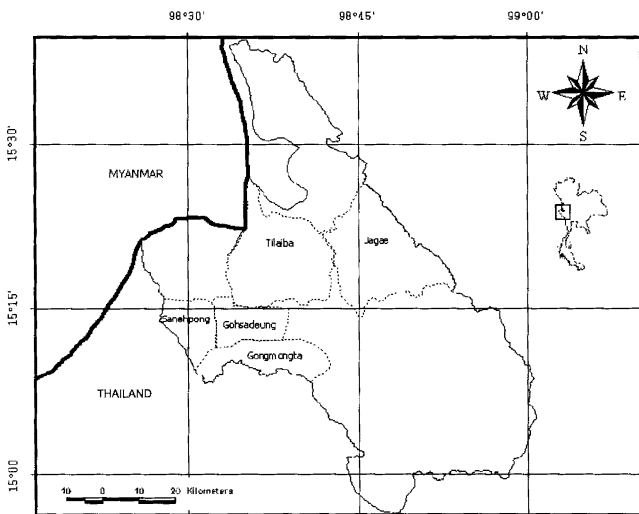 98°30' 98°45' 99°00'
N
W E
S
15°30'
MYANMAR
Tilaiba
Jagae
15°15'
Sanehpong
Gohsadeung
Gongmongta
THAILAND
15°00'
10 0 10 20 Kilometers